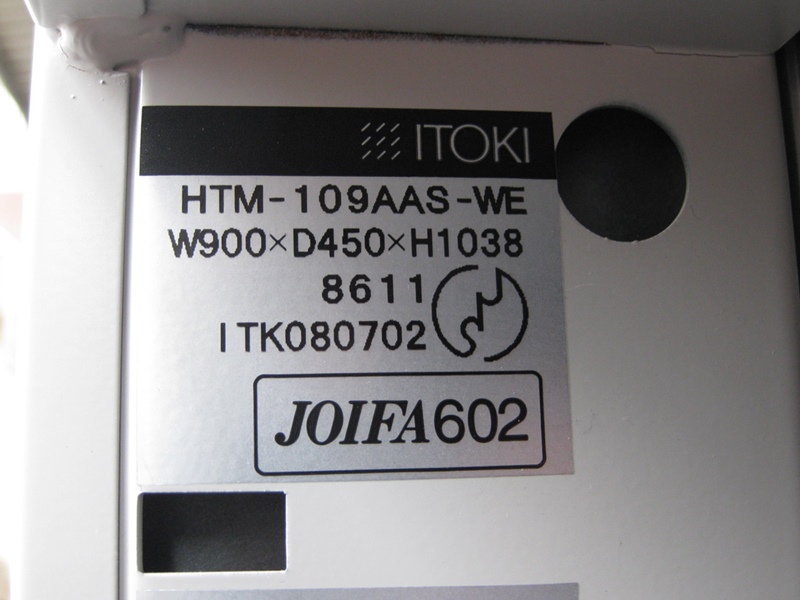 ITOKI
HTM-109AAS-WE
W900×D450×H1038
8611
ITK080702
JOIFA602